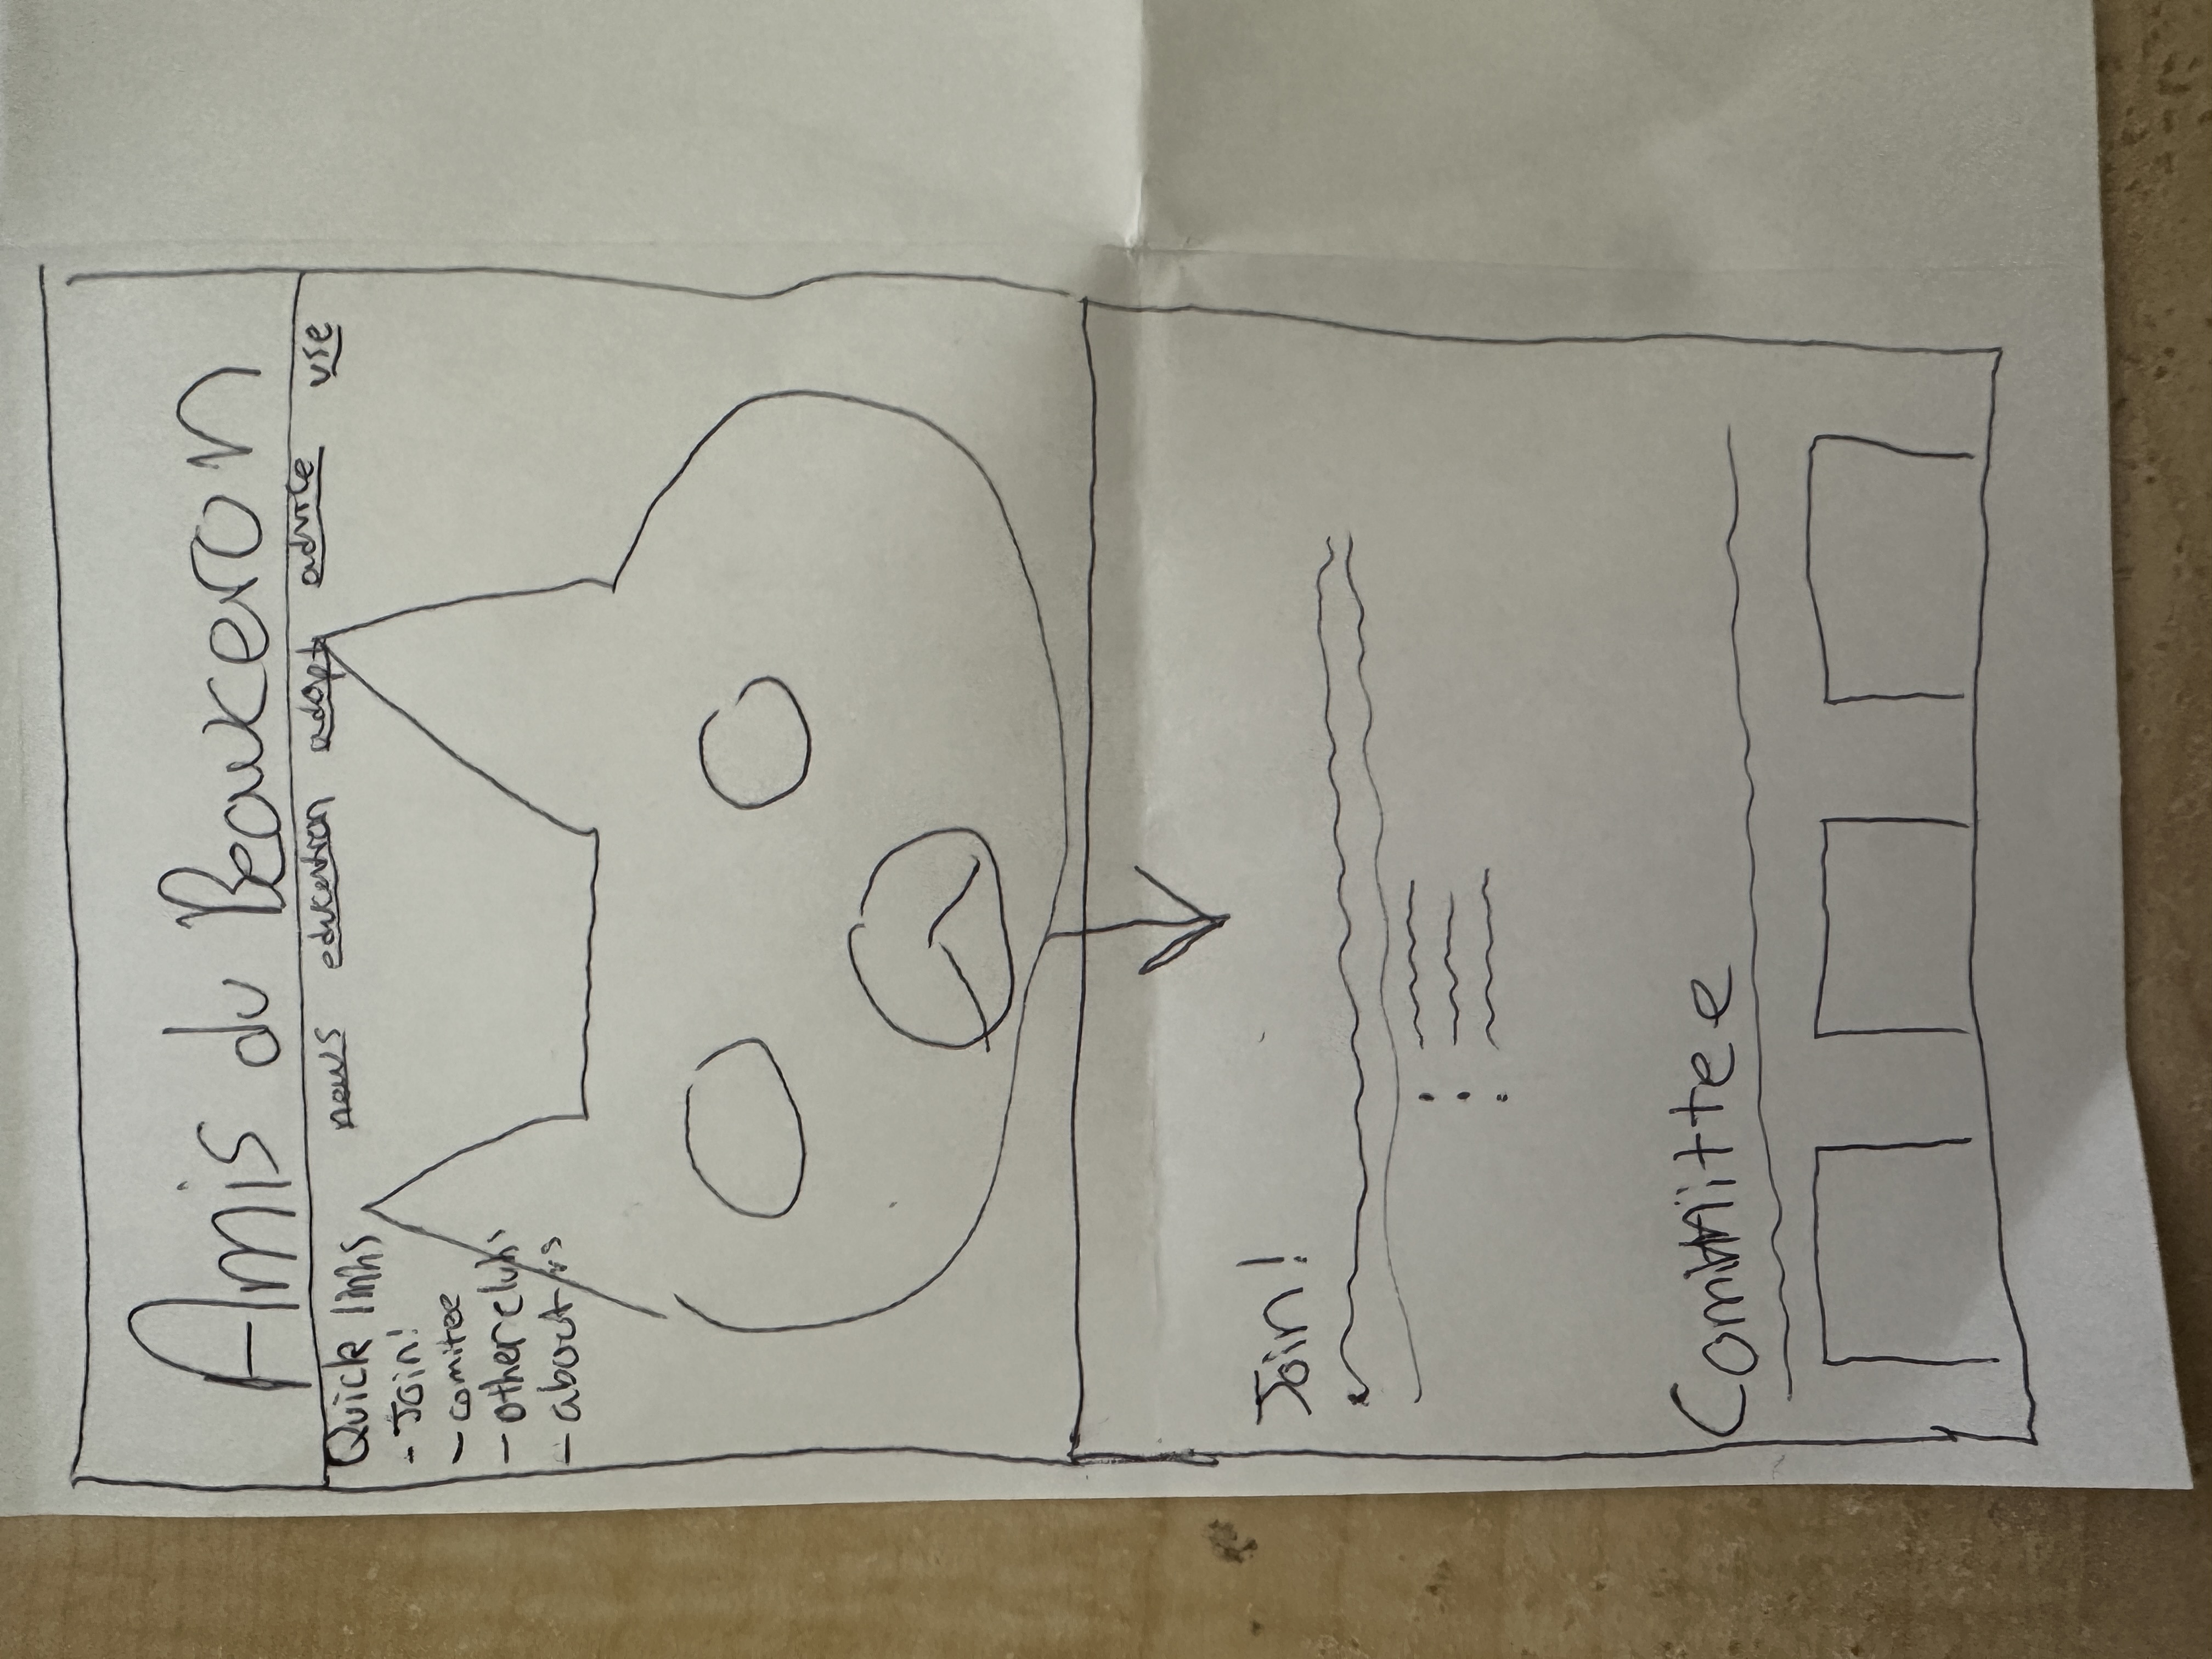 Amis du Beauceron
news education adopt advice use
Quick links
- Join!
- comitee
- other clubs
- about us
Join!
Committee